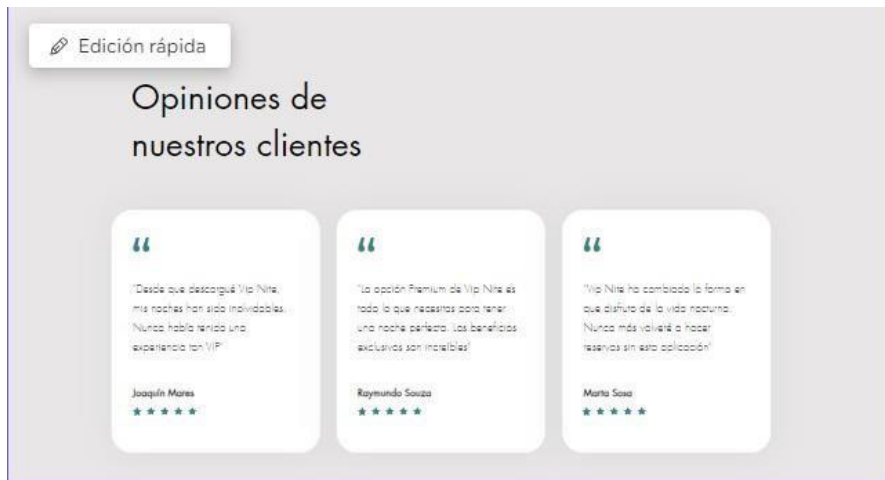 Edición rápida
Opiniones de
nuestros clientes
“
"Desde que descargué Vip Nite,
mis noches han sido inolvidables.
Nunca había tenido una
experiencia tan VIP"
Joaquín Mares
“
"La opción Premium de Vip Nite es
todo lo que necesitas para tener
una noche perfecta. Los beneficios
exclusivos son increíbles"
Raymundo Souza
“
"Vip Nite ha cambiado la forma en
que disfruto de la vida nocturna.
Nunca más volveré a hacer
reservas sin esta aplicación"
Marta Sosa